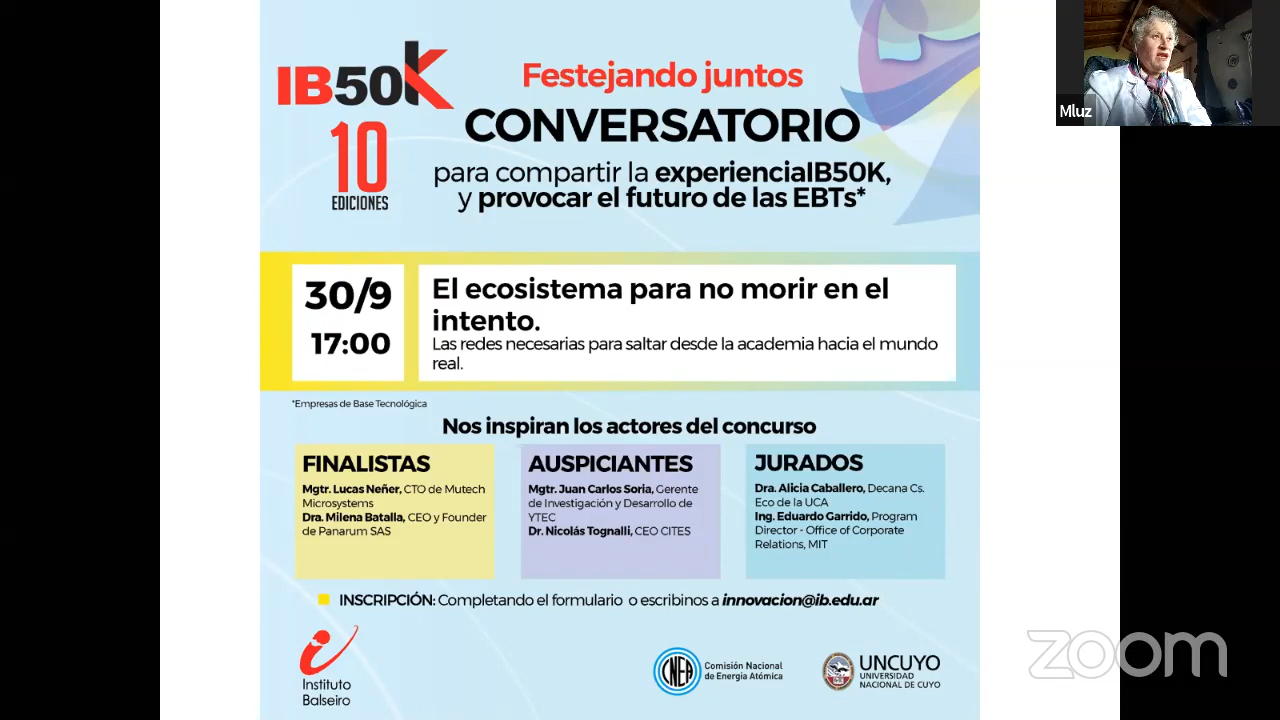 IB50K
10
EDICIONES
Festejando juntos
CONVERSATORIO
para compartir la experienciaIB50K,
y provocar el futuro de las EBTs*
30/9
17:00
El ecosistema para no morir en el
intento.
Las redes necesarias para saltar desde la academia hacia el mundo
real.
*Empresas de Base Tecnológica
Nos inspiran los actores del concurso
FINALISTAS
Mgtr. Lucas Neñer, CTO de Mutech
Microsystems
Dra. Milena Batalla, CEO y Founder
de Panarum SAS
AUSPICIANTES
Mgtr. Juan Carlos Soria, Gerente
de Investigación y Desarrollo de
YTEC
Dr. Nicolás Tognalli, CEO CITES
JURADOS
Dra. Alicia Caballero, Decana Cs.
Eco de la UCA
Ing. Eduardo Garrido, Program
Director - Office of Corporate
Relations, MIT
INSCRIPCIÓN: Completando el formulario o escribinos a innovacion@ib.edu.ar
Instituto
Balseiro
CNEA
Comisión Nacional
de Energía Atómica
UNCUYO
UNIVERSIDAD
NACIONAL DE CUYO
Mluz
zoom